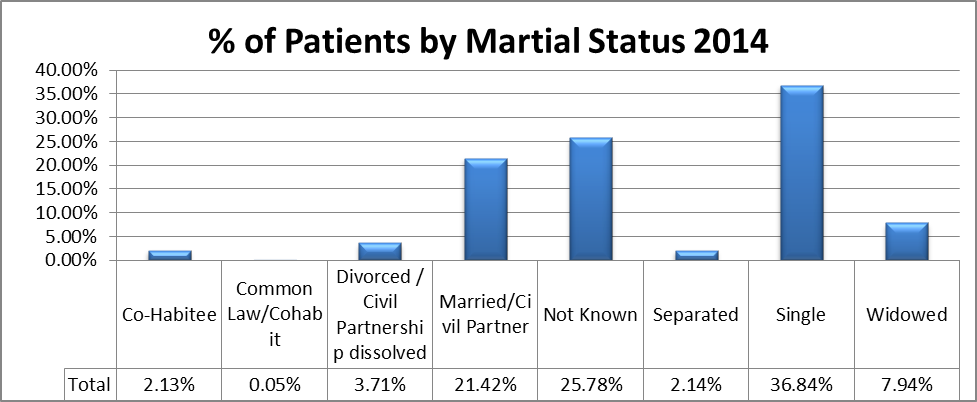 % of Patients by Martial Status 2014
40.00%
35.00%
30.00%
25.00%
20.00%
15.00%
10.00%
5.00%
0.00%
Co-Habitee
Common
Law/Cohab
it
Divorced /
Civil
Partnershi
p dissolved
Married/Ci
vil Partner
Not Known
Separated
Single
Widowed
Total 2.13% 0.05% 3.71% 21.42% 25.78% 2.14% 36.84% 7.94%